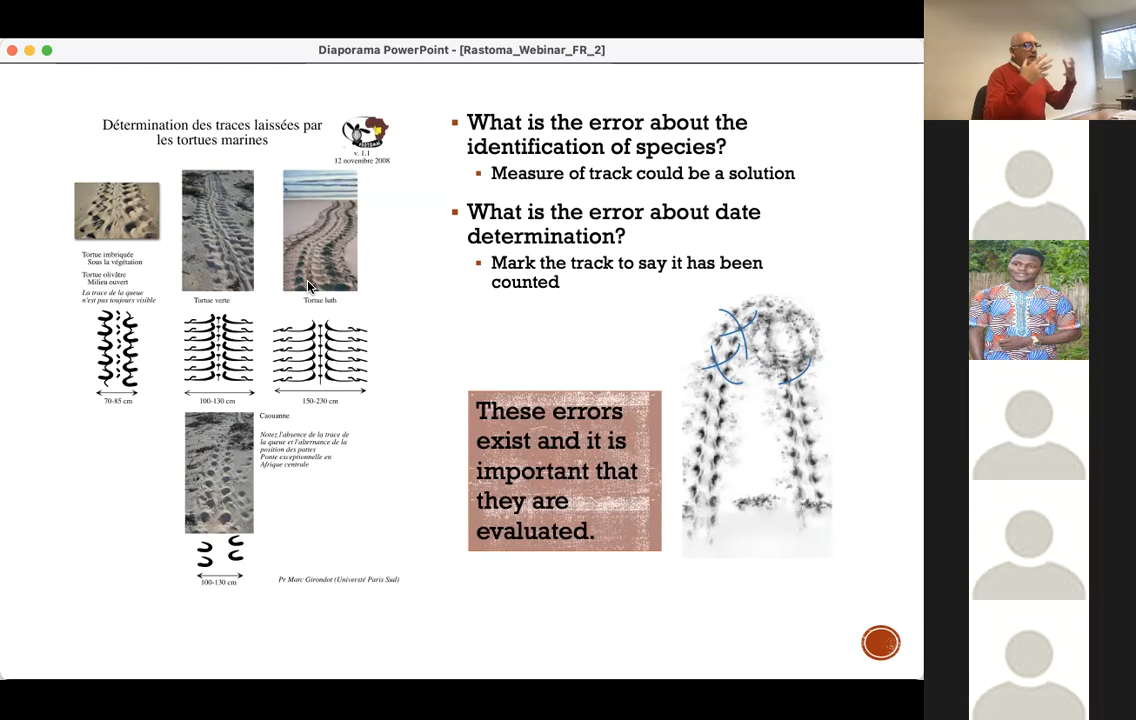 Diaporama PowerPoint - [Rastoma_Webinar_FR_2]
Détermination des traces laissées par
les tortues marines
v. 1.1
12 novembre 2008
Tortue imbriquée
Sous la végétation
Tortue olivâtre
Milieu ouvert
La trace de la queue
n'est pas toujours visible
Tortue verte
Tortue luth
70-85 cm
100-130 cm
150-230 cm
Caouanne
Notez l'absence de la trace de
la queue et l'alternance de la
position des pattes
Ponte exceptionnelle en
Afrique centrale
100-130 cm
Pr Marc Girondot (Université Paris Sud)
What is the error about the
identification of species?
Measure of track could be a solution
What is the error about date
determination?
Mark the track to say it has been
counted
These errors
exist and it is
important that
they are
evaluated.